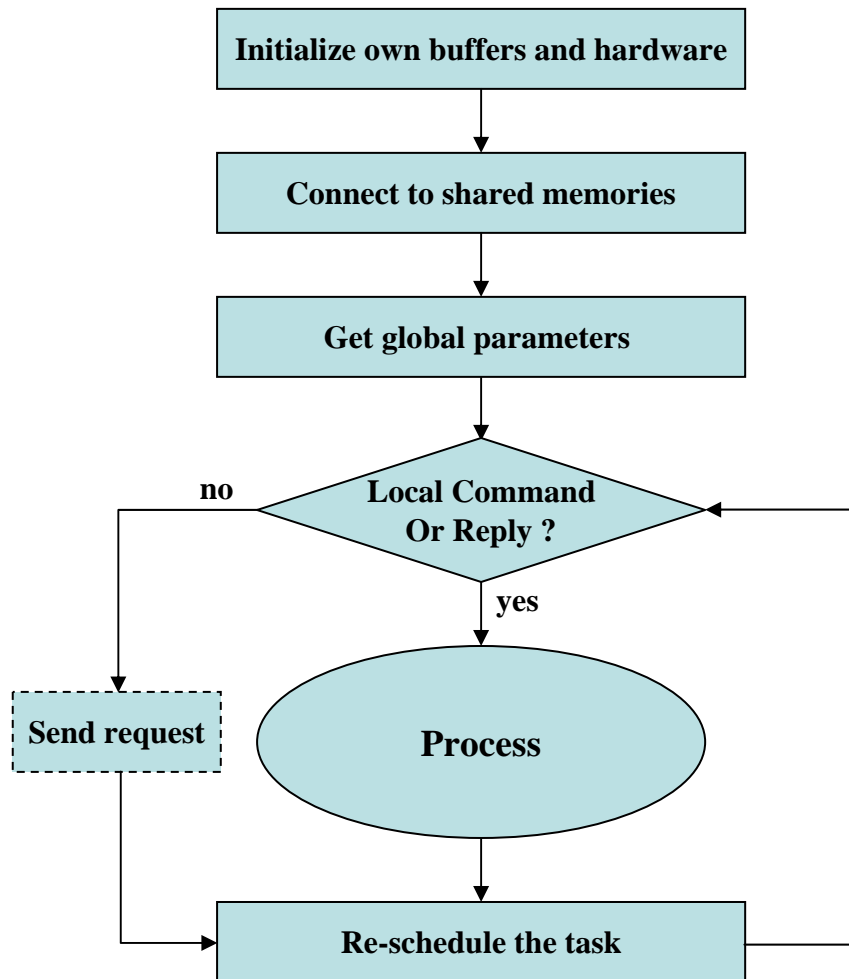 Initialize own buffers and hardware
Connect to shared memories
Get global parameters
Local Command
Or Reply ?
no
yes
Send request
Process
Re-schedule the task